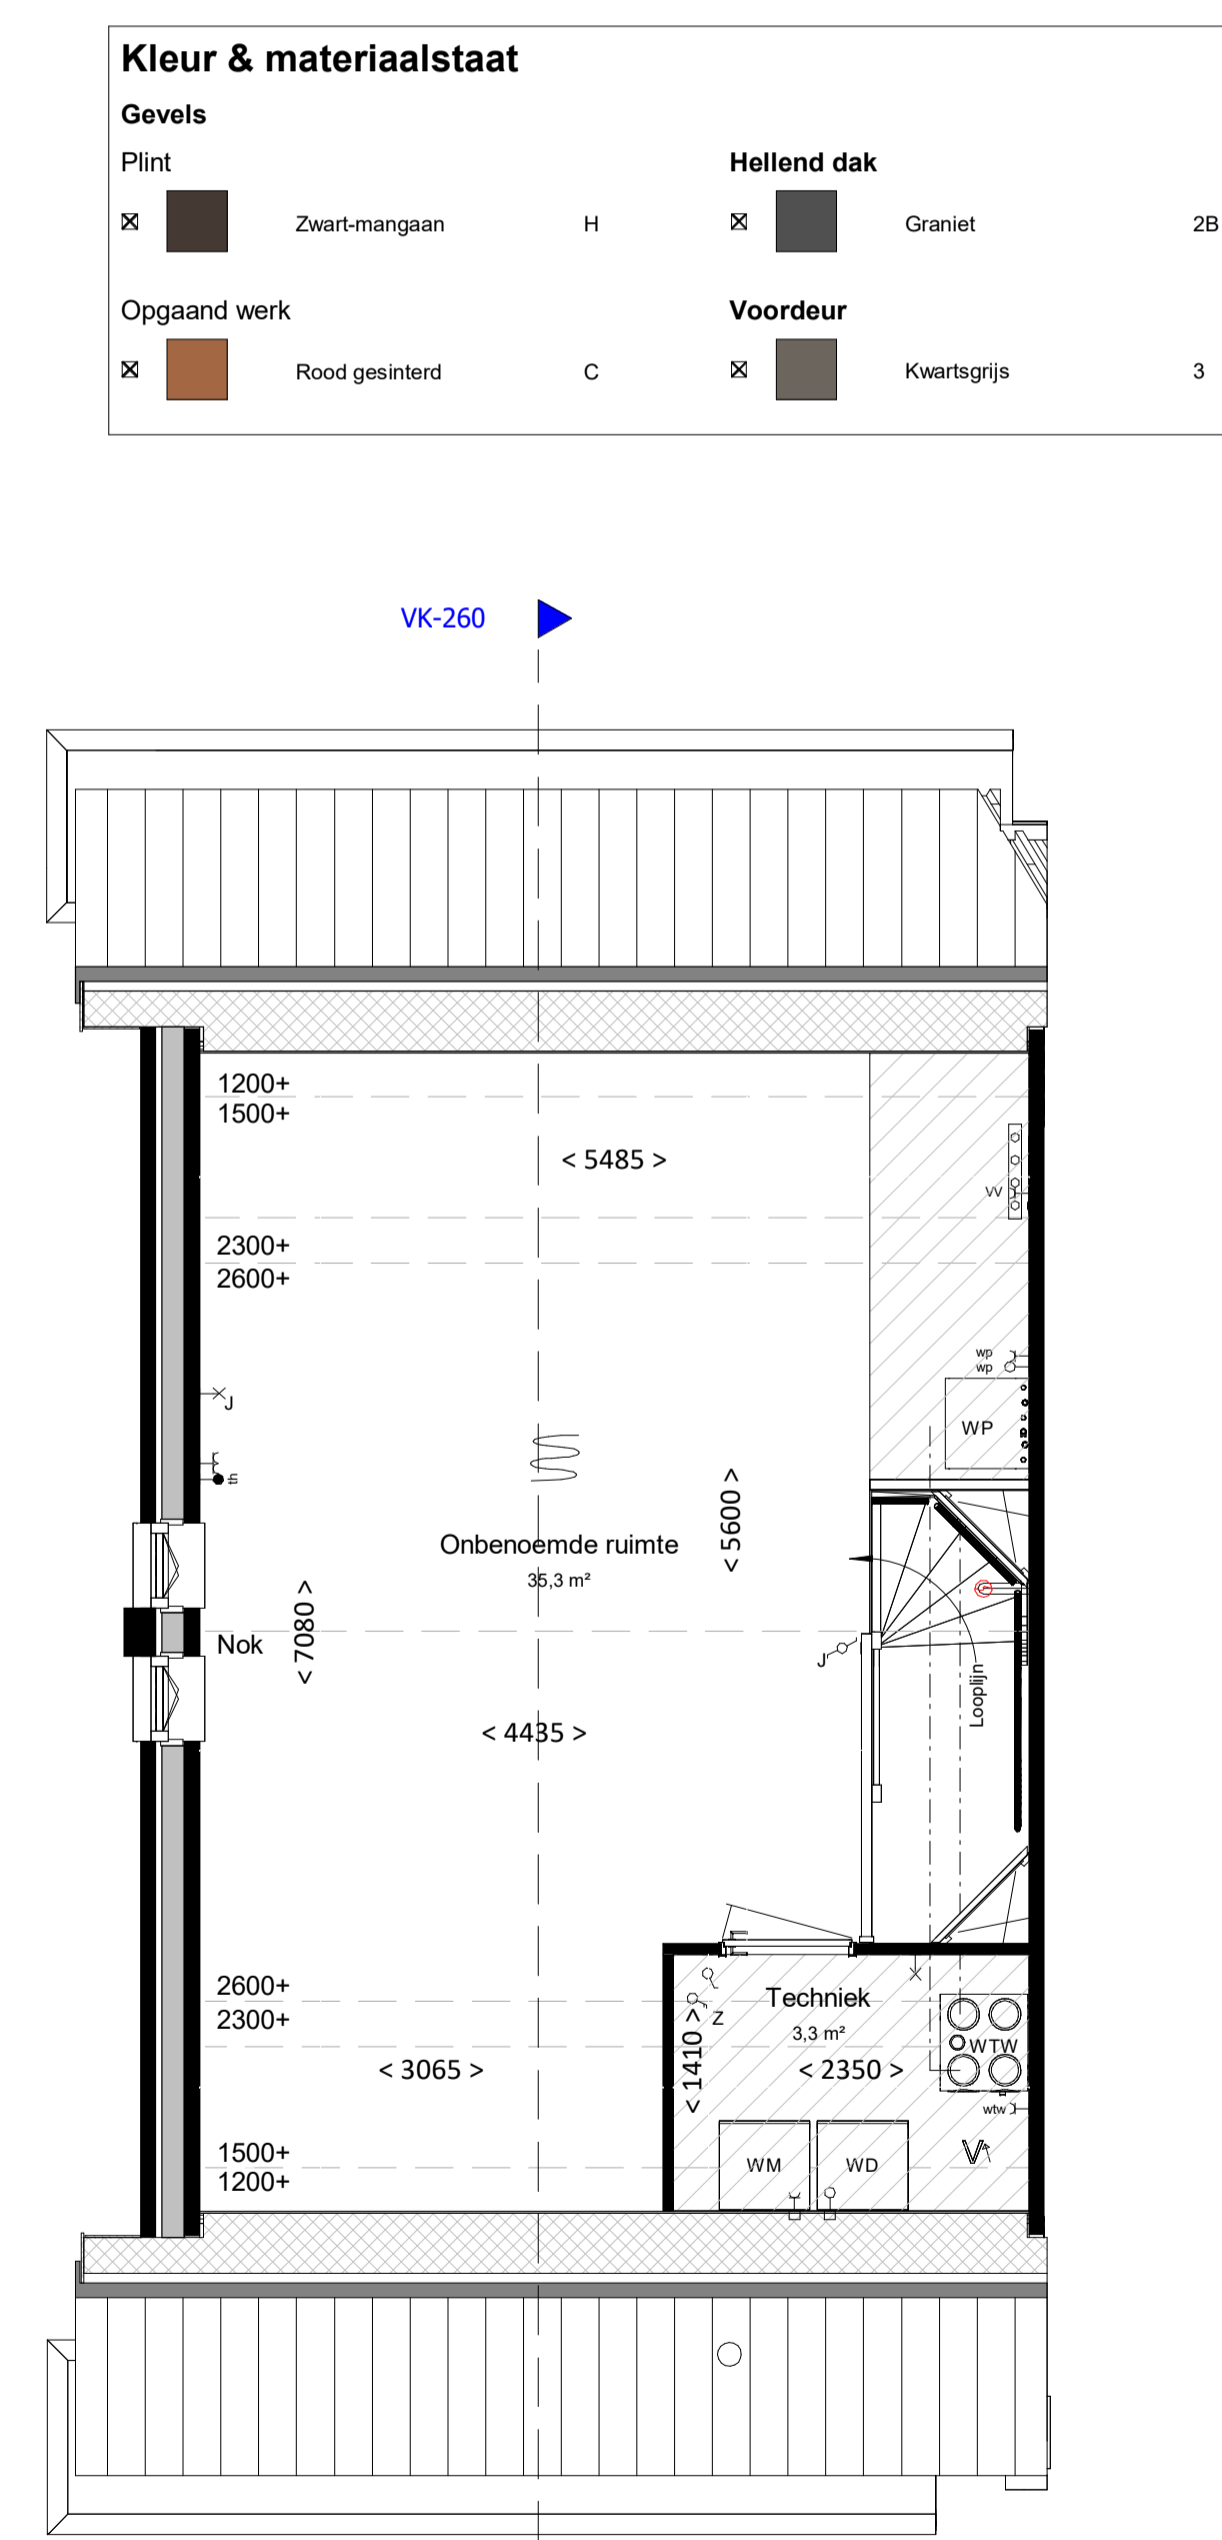 Kleur & materiaalstaat
Gevels
Plint
Hellend dak
Zwart-mangaan H
Graniet 2B
Opgaand werk
Voordeur
Rood gesinterd C
Kwartsgrijs 3
VK-260
1200+
1500+
< 5485 >
VV
2300+
2600+
wp
wp
J
WP
th
< 5600 >
Onbenoemde ruimte
35,3 m²
< 7080 >
Nok
J
Looplijn
< 4435 >
2600+
2300+
Techniek
Z
3,3 m²
WTW
< 3065 >
< 1410 >
< 2350 >
wtw
1500+
1200+
WM
WD
V